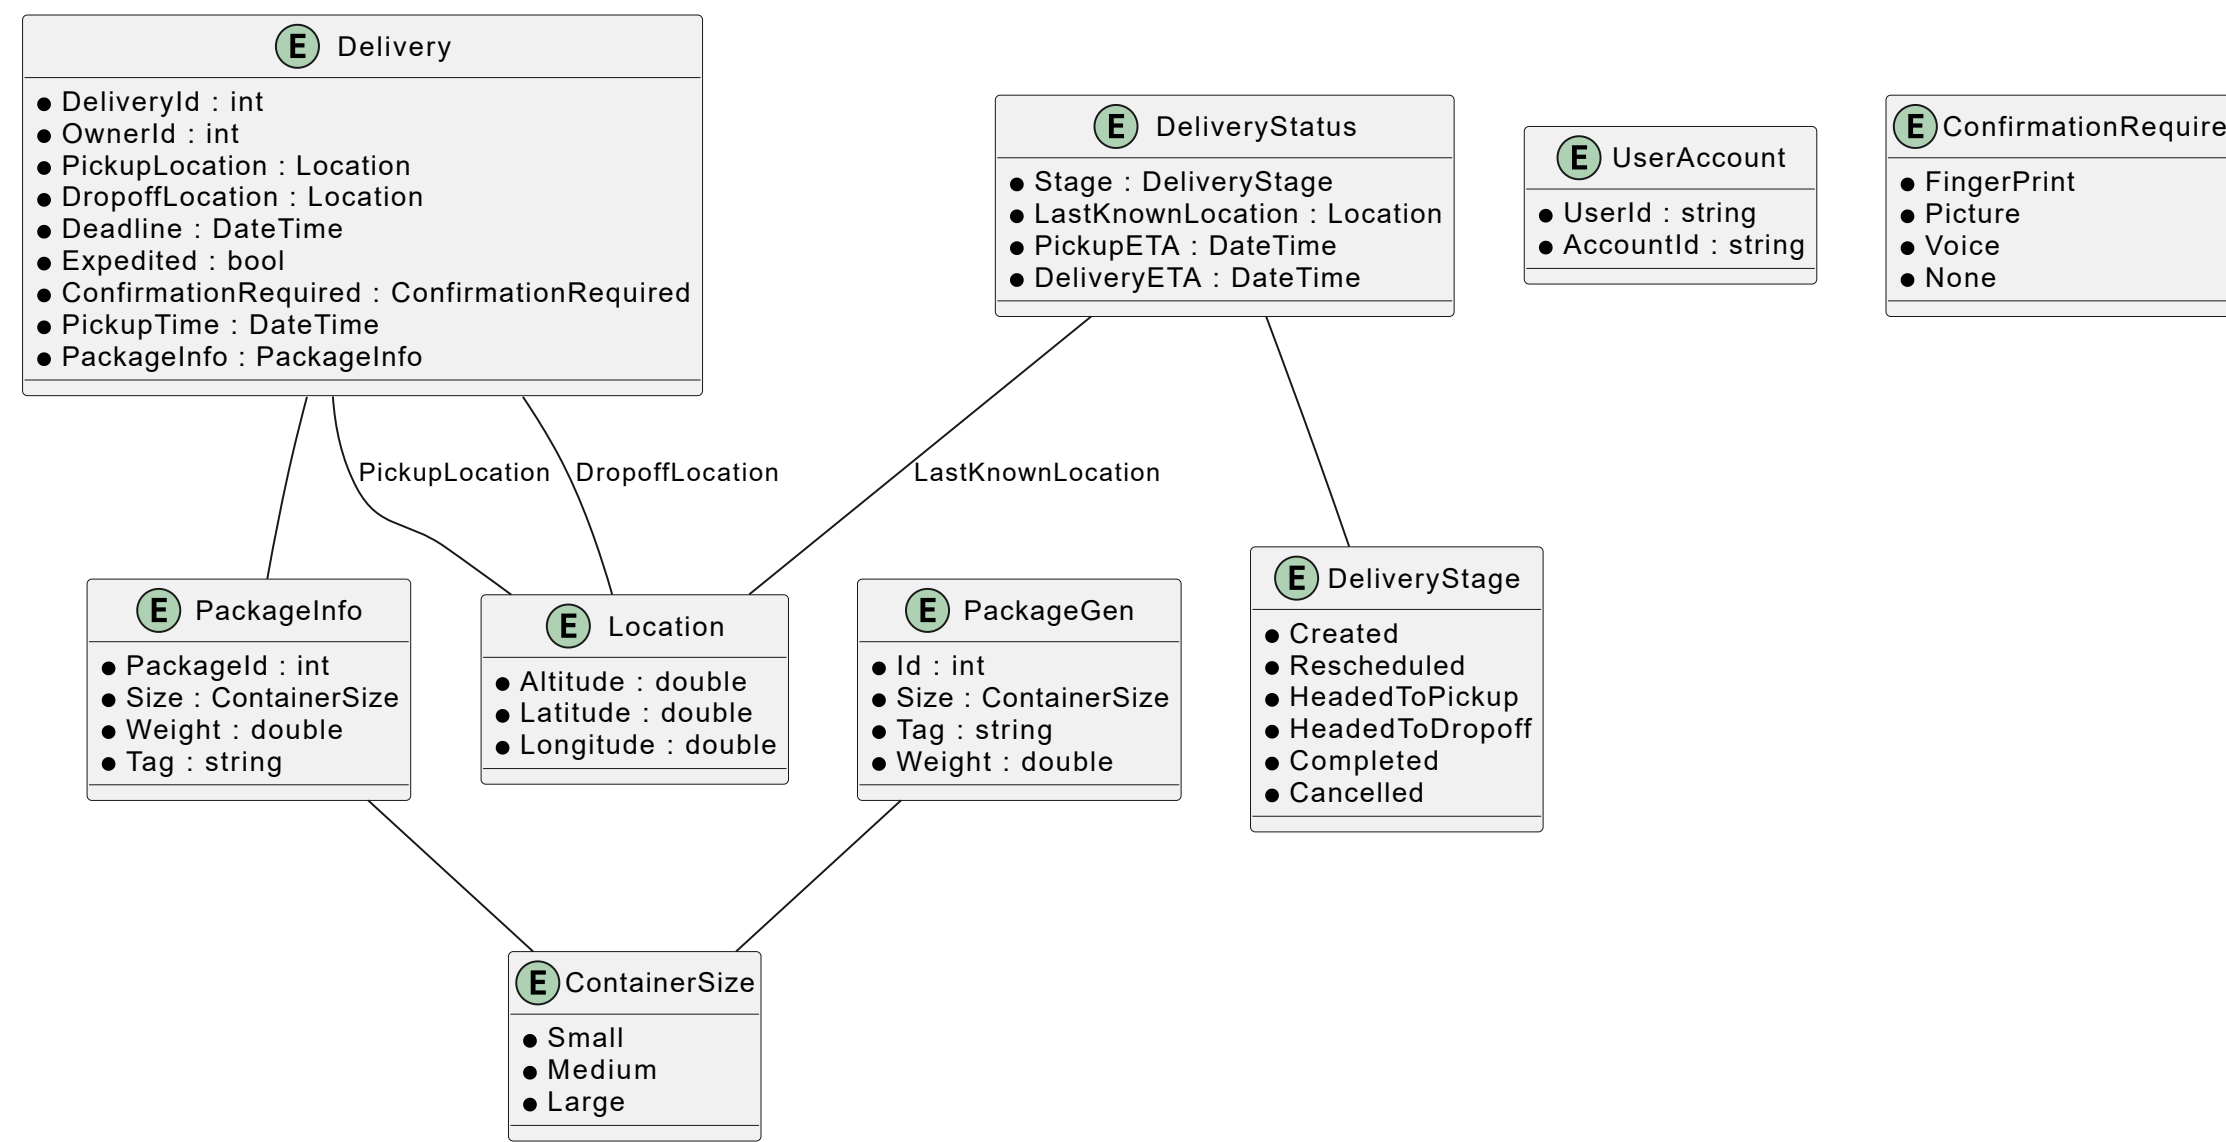 E Delivery
DeliveryId : int
OwnerId : int
PickupLocation : Location
DropoffLocation : Location
Deadline : DateTime
Expedited : bool
ConfirmationRequired : ConfirmationRequired
PickupTime : DateTime
PackageInfo : PackageInfo
E DeliveryStatus
Stage : DeliveryStage
LastKnownLocation : Location
PickupETA : DateTime
DeliveryETA : DateTime
E UserAccount
UserId : string
AccountId : string
E ConfirmationRequire
FingerPrint
Picture
Voice
None
PickupLocation
DropoffLocation
LastKnownLocation
E PackageInfo
PackageId : int
Size : ContainerSize
Weight : double
Tag : string
E Location
Altitude : double
Latitude : double
Longitude : double
E PackageGen
Id : int
Size : ContainerSize
Tag : string
Weight : double
E DeliveryStage
Created
Rescheduled
HeadedToPickup
HeadedToDropoff
Completed
Cancelled
E ContainerSize
Small
Medium
Large